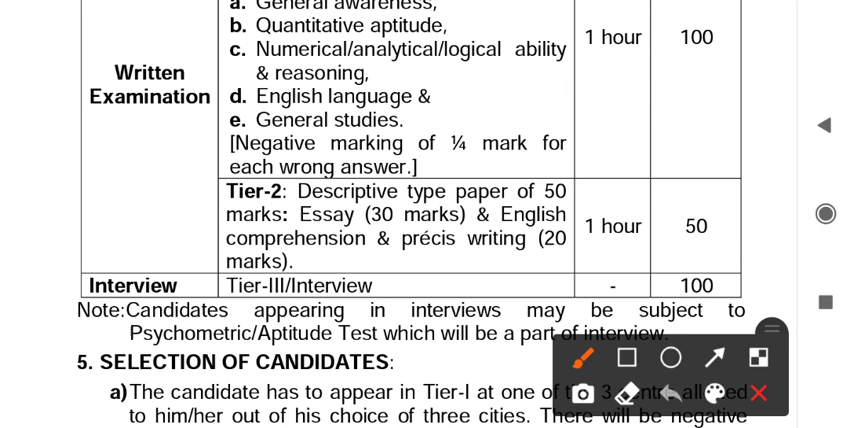 a. General awareness,
b. Quantitative aptitude,
c. Numerical/analytical/logical ability
& reasoning,
d. English language &
e. General studies.
[Negative marking of ¼ mark for
each wrong answer.]
1 hour
100
Written
Examination
Tier-2: Descriptive type paper of 50
marks: Essay (30 marks) & English
comprehension & précis writing (20
marks).
1 hour
50
Interview Tier-III/Interview - 100
Note:Candidates appearing in interviews may be subject to
Psychometric/Aptitude Test which will be a part of interview.
5. SELECTION OF CANDIDATES:
a) The candidate has to appear in Tier-I at one of 3
to him/her out of his choice of three cities. There will be negative